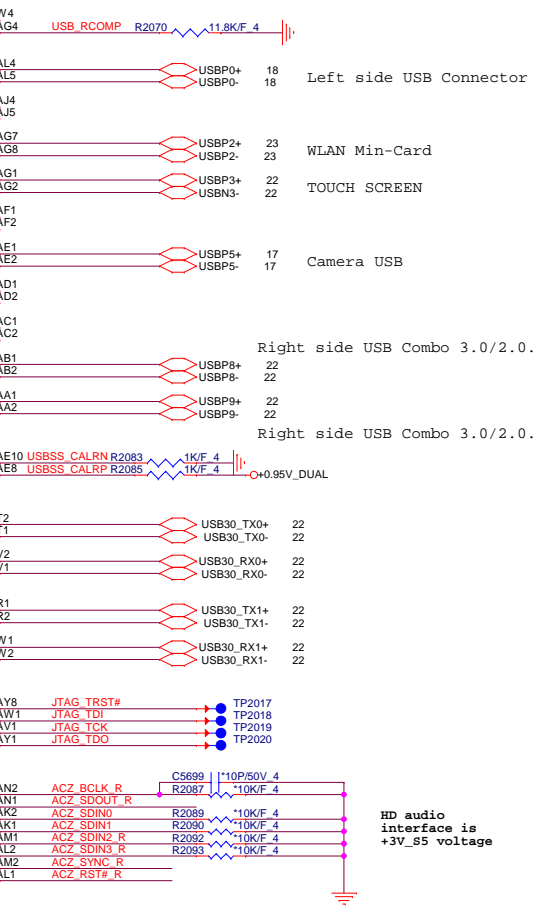 W4
AG4 USB_RCOMP R2070 11.8K/F_4
AL4 USBP0+ 18
AL5 USBP0- 18 Left side USB Connector
AJ4
AJ5
AG7 USBP2+ 23
AG8 USBP2- 23 WLAN Min-Card
AG1 USBP3+ 22
AG2 USBN3- 22 TOUCH SCREEN
AF1
AF2
AE1 USBP5+ 17
AE2 USBP5- 17 Camera USB
AD1
AD2
AC1
AC2
Right side USB Combo 3.0/2.0.
AB1 USBP8+ 22
AB2 USBP8- 22
AA1 USBP9+ 22
AA2 USBP9- 22
Right side USB Combo 3.0/2.0.
AE10 USBSS_CALRN R2083 1K/F_4
AE8 USBSS_CALRP R2085 1K/F_4 +0.95V_DUAL
T2 USB30_TX0+ 22
T1 USB30_TX0- 22
V2 USB30_RX0+ 22
V1 USB30_RX0- 22
R1 USB30_TX1+ 22
R2 USB30_TX1- 22
W1 USB30_RX1+ 22
W2 USB30_RX1- 22
AY8 JTAG_TRST# TP2017
AW1 JTAG_TDI TP2018
AV1 JTAG_TCK TP2019
AY1 JTAG_TDO TP2020
C5699 *10P/50V_4
AN2 ACZ_BCLK_R R2087 *10K/F_4
AN1 ACZ_SDOUT_R
AK2 ACZ_SDIN0 R2089 *10K/F_4
AK1 ACZ_SDIN1 R2090 *10K/F_4
AM1 ACZ_SDIN2_R R2092 *10K/F_4
AL2 ACZ_SDIN3_R R2093 *10K/F_4
AM2 ACZ_SYNC_R
AL1 ACZ_RST#_R
HD audio
interface is
+3V_S5 voltage